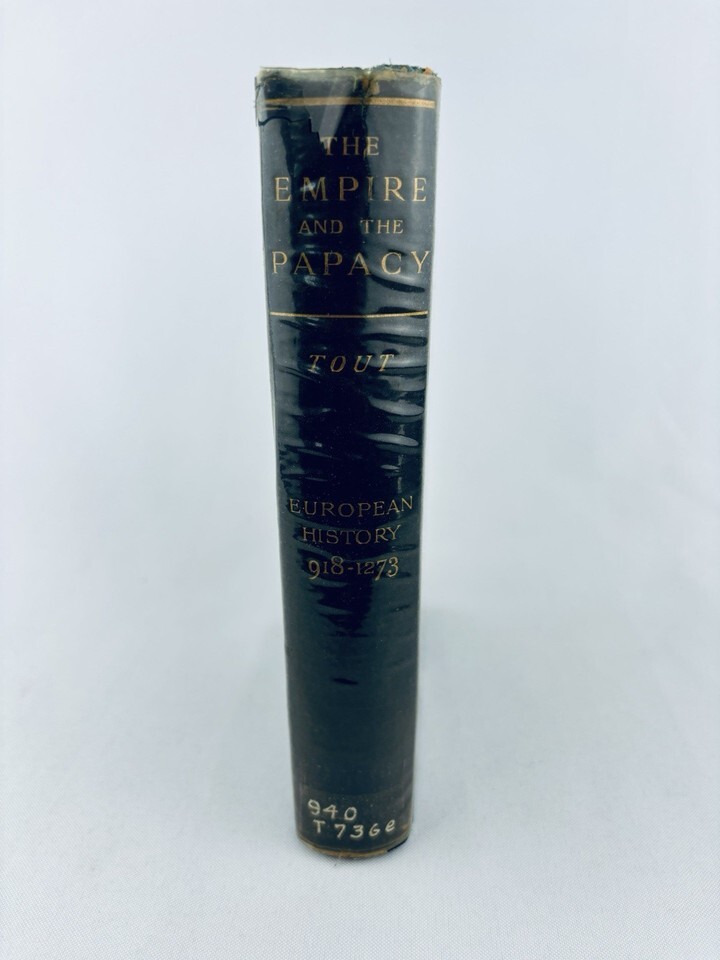 THE
EMPIRE
AND THE
PAPACY
TOUT
EUROPEAN
HISTORY
918-1273
940
T736e